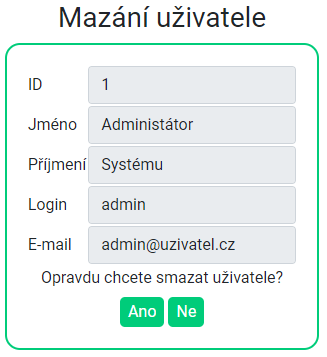 Mazání uživatele
ID 1
Jméno Administátor
Příjmení Systému
Login admin
E-mail admin@uzivatel.cz
Opravdu chcete smazat uživatele?
Ano Ne